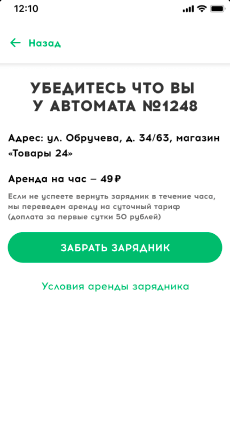 12:10
Назад
УБЕДИТЕСЬ ЧТО ВЫ
У АВТОМАТА №1248
Адрес: ул. Обручева, д. 34/63, магазин
«Товары 24»
Аренда на час – 49 ₽
Если не успеете вернуть зарядник в течение часа,
мы переведем аренду на суточный тариф
(доплата за первые сутки 50 рублей)
ЗАБРАТЬ ЗАРЯДНИК
Условия аренды зарядника